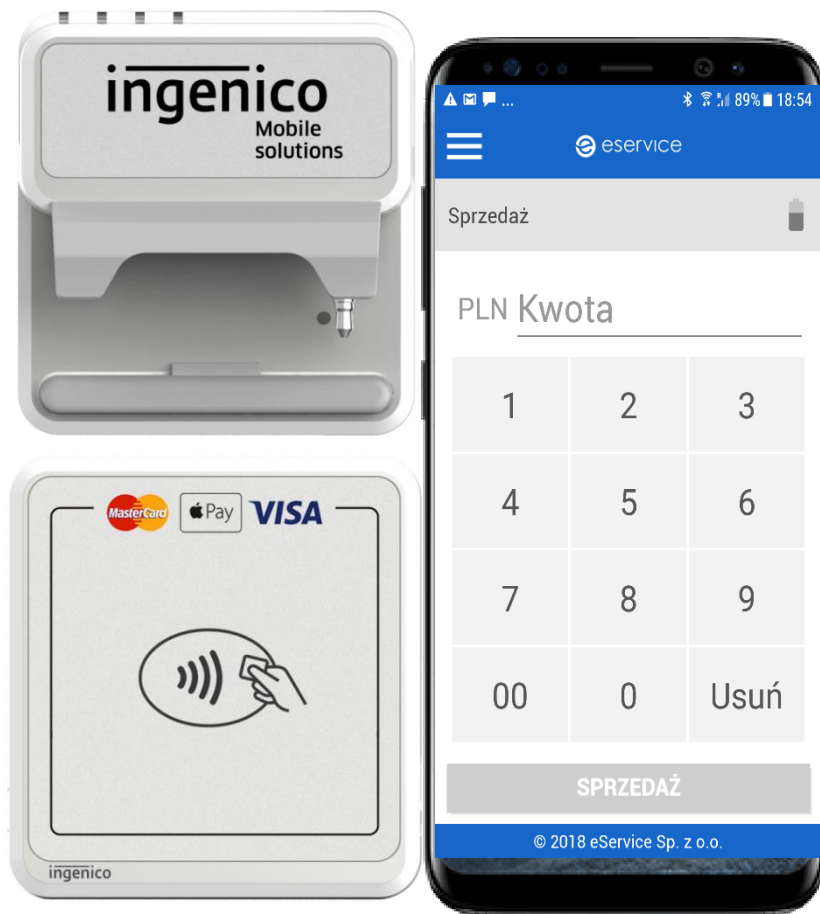 ingenico
Mobile
solutions
MasterCard
Pay
VISA
ingenico
... 89% 18:54
eservice
Sprzedaż
PLN Kwota
1 2 3
4 5 6
7 8 9
00 0 Usuń
SPRZEDAŻ
© 2018 eService Sp. z o.o.